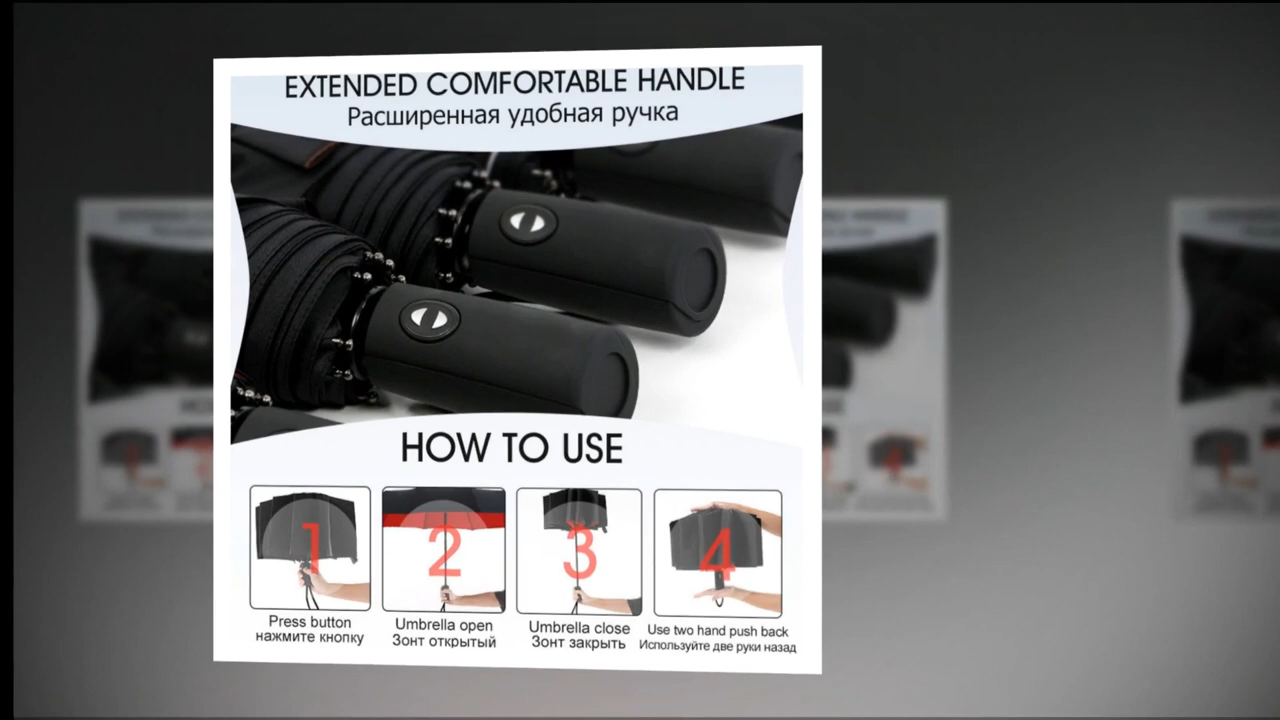 EXTENDED COMFORTABLE HANDLE
Расширенная удобная ручка
HOW TO USE
1
2
3
4
Press button
нажмите кнопку
Umbrella open
Зонт открытый
Umbrella close
Зонт закрыть
Use two hand push back
Используйте две руки назад